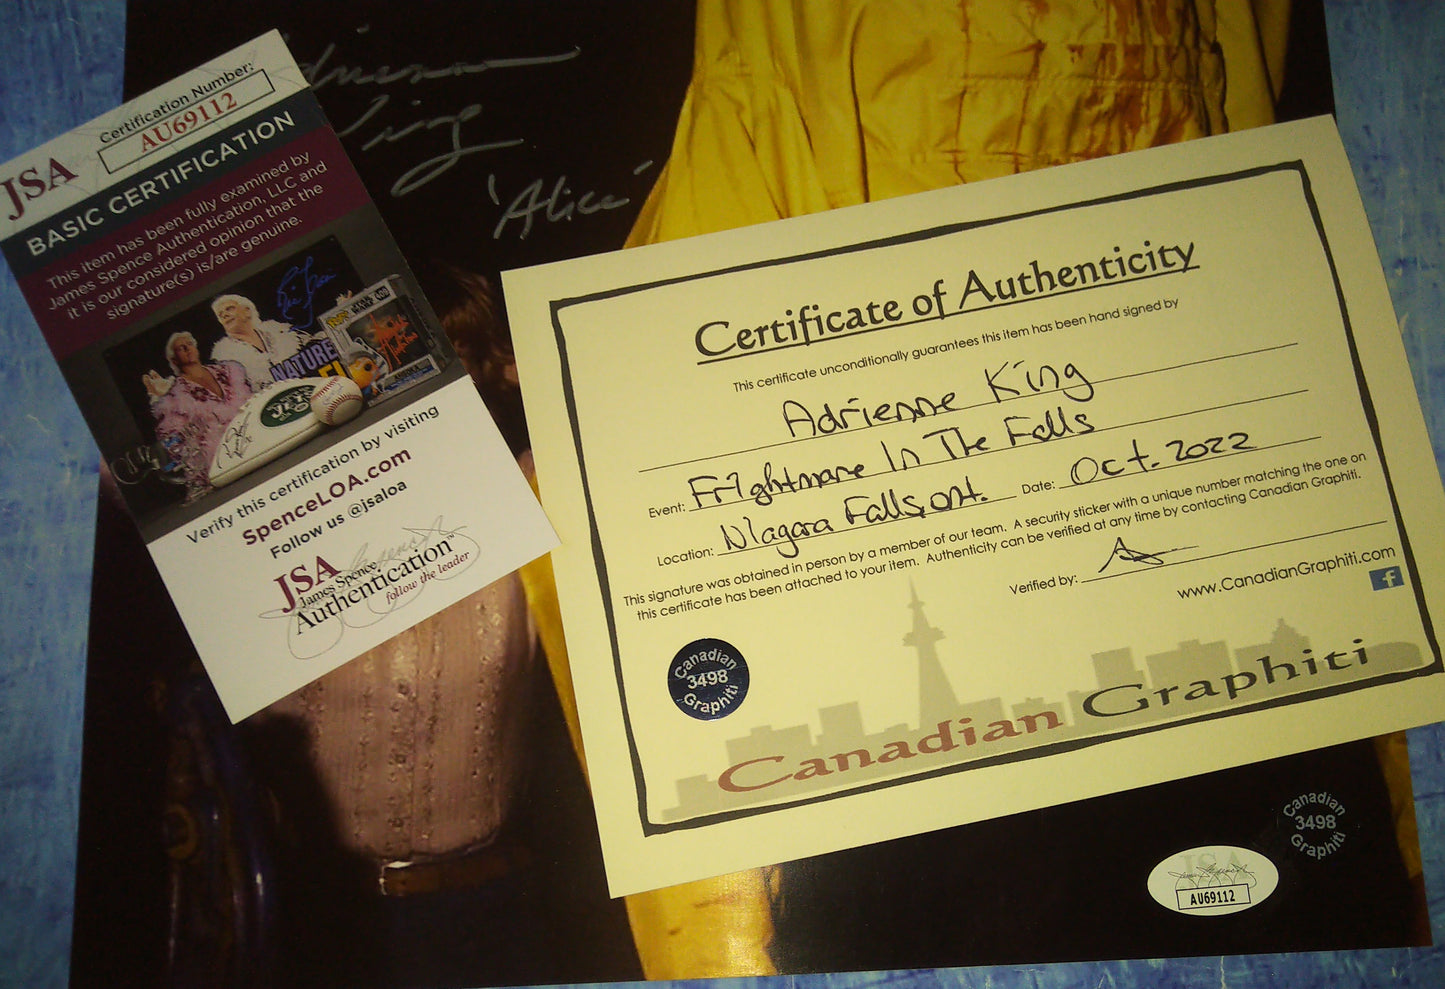 Adrienne
King
'Alice'
JSA
Certification Number:
AU69112
BASIC CERTIFICATION
This item has been fully examined by
James Spence Authentication, LLC and
it is our considered opinion that the
signature(s) is/are genuine.
NATURE
STAR
WARS
JETS
Verify this certification by visiting
SpenceLOA.com
Follow us @jsaloa
JSA
James Spence
Authentication™
follow the leader
Certificate of Authenticity
This certificate unconditionally guarantees this item has been hand signed by
Adrienne King
Event: Frightmare In The Falls
Location: Niagara Falls, ont. Date: Oct. 2022
This signature was obtained in person by a member of our team. A security sticker with a unique number matching the one on
this certificate has been attached to your item. Authenticity can be verified at any time by contacting Canadian Graphiti.
Verified by:
www.CanadianGraphiti.com
f
Canadian
3498
Graphiti
Canadian Graphiti
Canadian
3498
Graphiti
JSA
AU69112